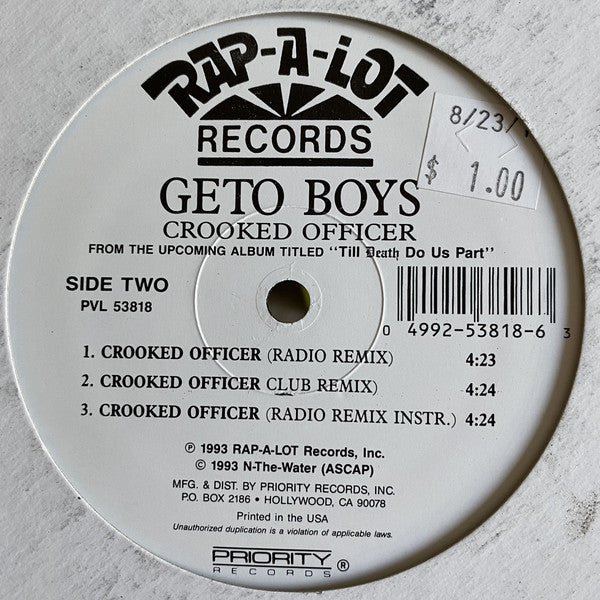 RAP-A-LOT
RECORDS
8/23/
$ 1.00
GETO BOYS
CROOKED OFFICER
FROM THE UPCOMING ALBUM TITLED "Till Death Do Us Part"
SIDE TWO
PVL 53818
0 4992-53818-6 3
1. CROOKED OFFICER (RADIO REMIX) 4:23
2. CROOKED OFFICER CLUB REMIX) 4:24
3. CROOKED OFFICER (RADIO REMIX INSTR.) 4:24
℗ 1993 RAP-A-LOT Records, Inc.
© 1993 N-The-Water (ASCAP)
MFG. & DIST. BY PRIORITY RECORDS, INC.
P.O. BOX 2186 • HOLLYWOOD, CA 90078
Printed in the USA
Unauthorized duplication is a violation of applicable laws.
PRIORITY
RECORDS ®